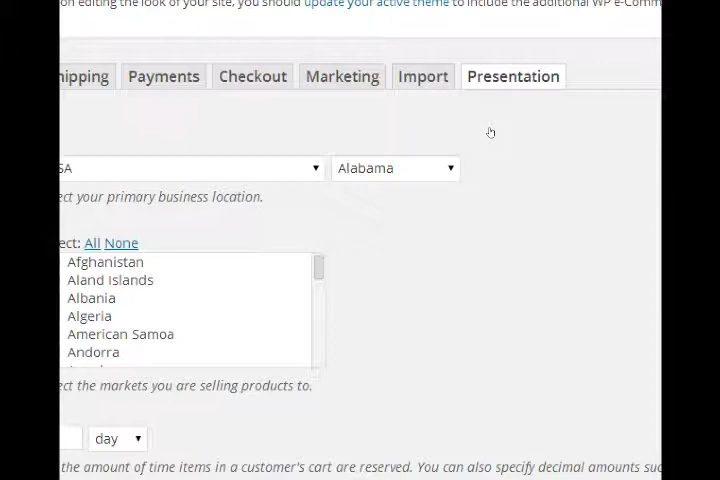 on editing the look of your site, you should update your active theme to include the additional WP e-Comm
hipping Payments Checkout Marketing Import Presentation
SA Alabama
ect your primary business location.
ect: All None
Afghanistan
Aland Islands
Albania
Algeria
American Samoa
Andorra
ect the markets you are selling products to.
day
the amount of time items in a customer's cart are reserved. You can also specify decimal amounts suc